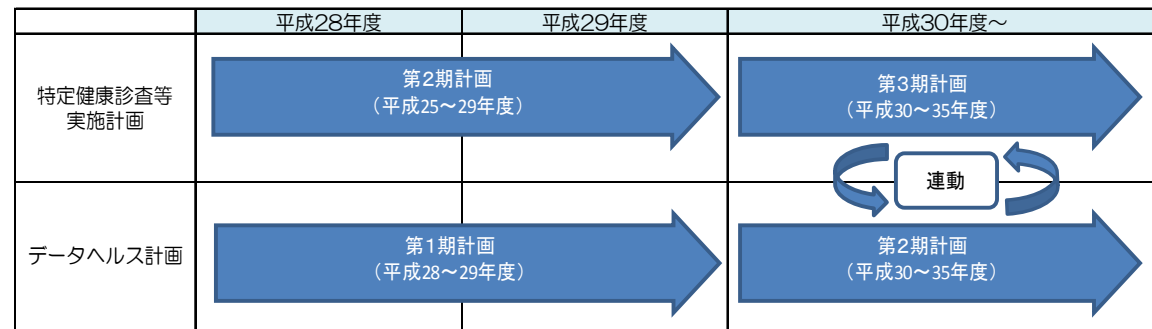 平成28年度 平成29年度 平成30年度～
特定健康診査等
実施計画
第2期計画
（平成25～29年度）
第3期計画
（平成30～35年度）
連動
データヘルス計画
第1期計画
（平成28～29年度）
第2期計画
（平成30～35年度）